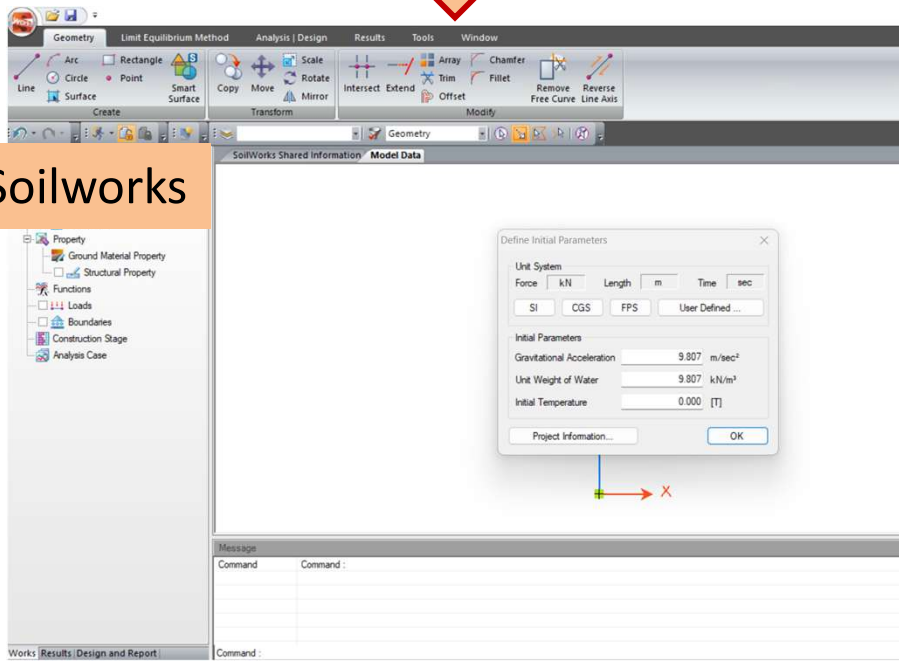 Geometry Limit Equilibrium Method Analysis | Design Results Tools Window
Line
Arc Rectangle
Circle Point
Surface
Smart
Surface
Create
Copy Move
Scale
Rotate
Mirror
Transform
Intersect Extend
Array Chamfer
Trim Fillet
Offset
Remove
Free Curve
Reverse
Line Axis
Modify
Geometry
SoilWorks Shared Information Model Data
Soilworks
Property
Ground Material Property
Structural Property
Functions
Loads
Boundaries
Construction Stage
Analysis Case
Define Initial Parameters
Unit System
Force kN Length m Time sec
SI CGS FPS User Defined ...
Initial Parameters
Gravitational Acceleration 9.807 m/sec²
Unit Weight of Water 9.807 kN/m³
Initial Temperature 0.000 [T]
Project Information... OK
X
Message
Command Command :
Works Results Design and Report
Command :